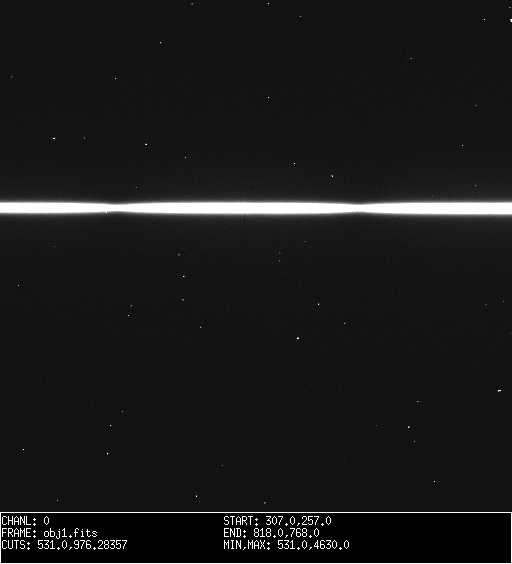 CHANL: 0
FRAME: obj1.fits
CUTS: 531.0,976.28357
START: 307.0,257.0
END: 818.0,768.0
MIN,MAX: 531.0,4630.0